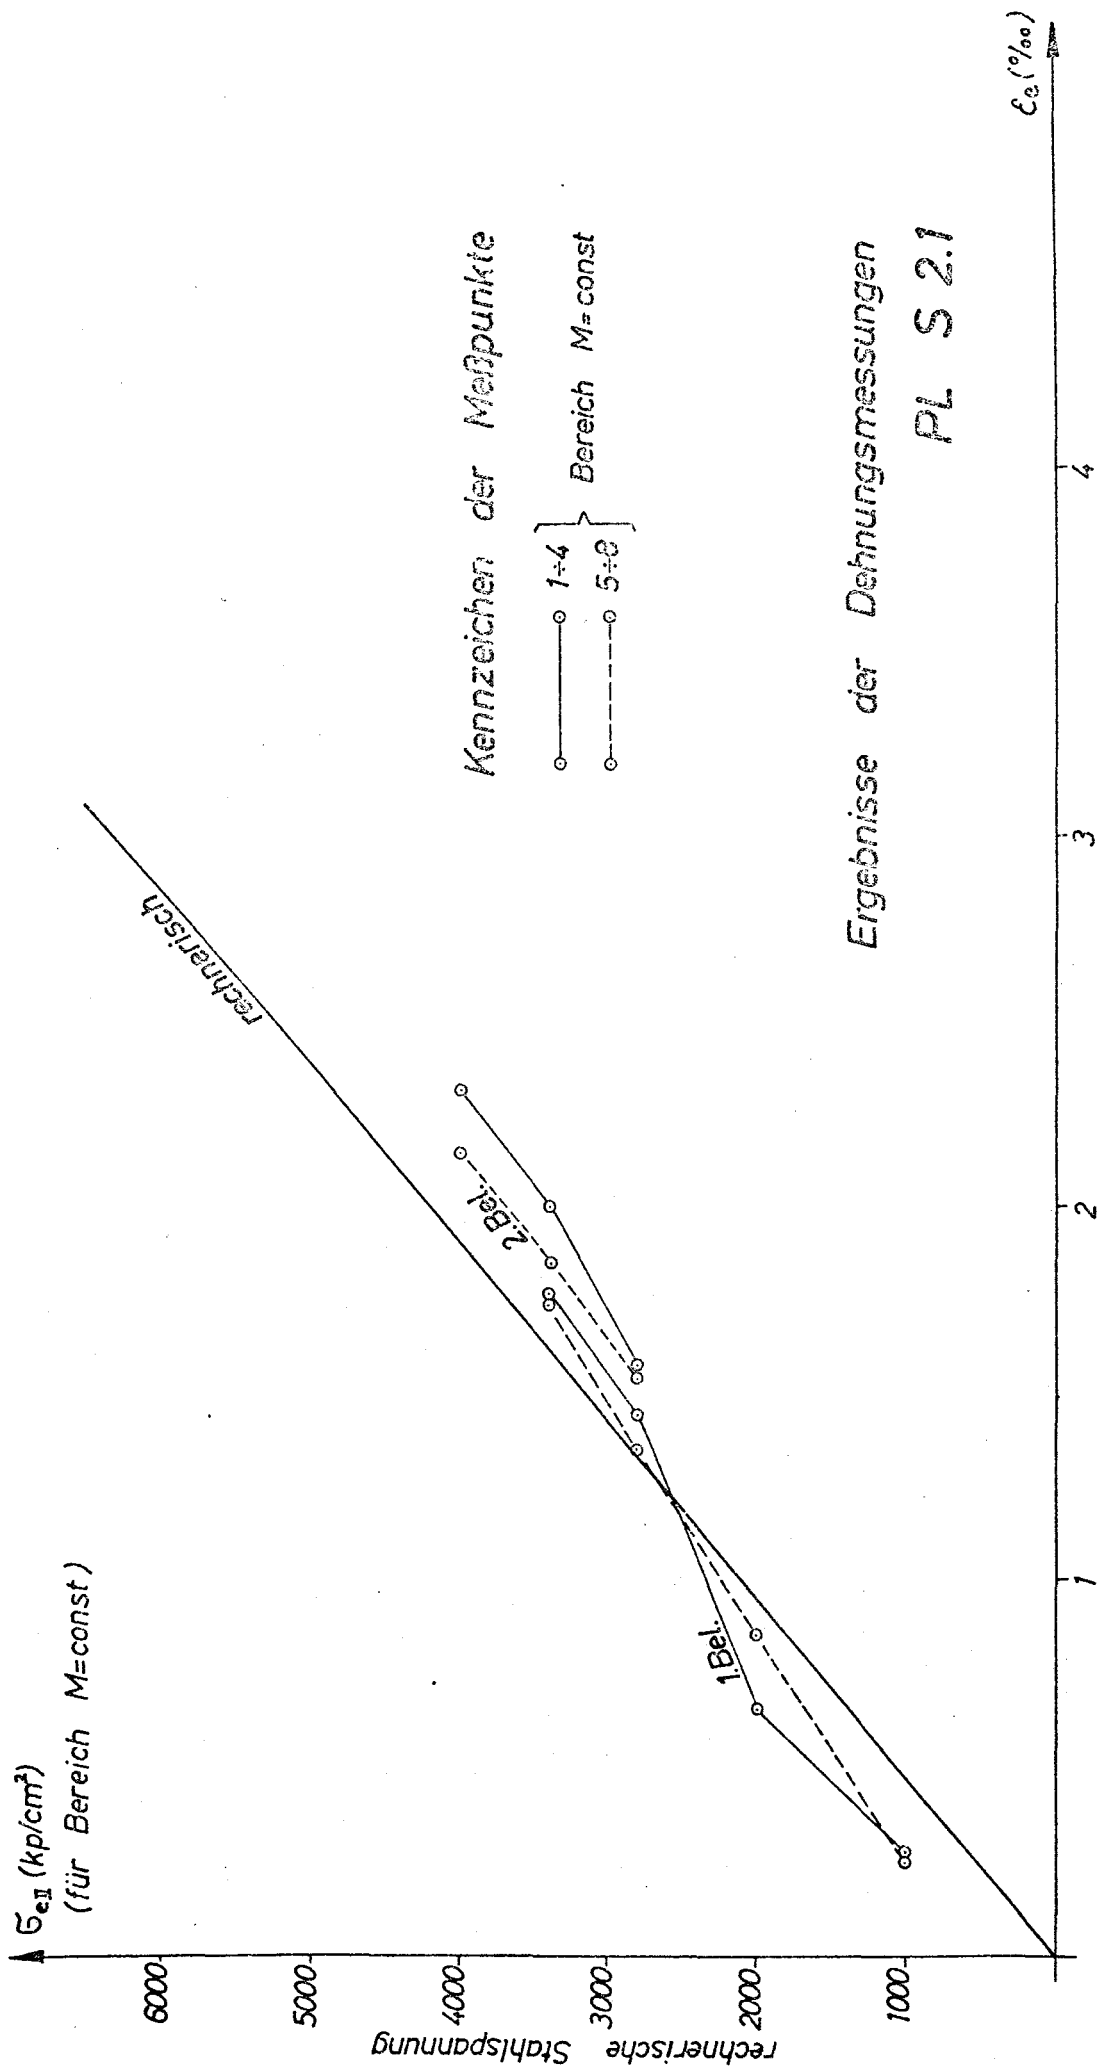 σeII (kp/cm²)
(für Bereich M=const)
rechnerische Stahlspannung
6000
5000
4000
3000
2000
1000
rechnerisch
2.Bel.
1.Bel.
Kennzeichen der Meßpunkte
1÷4
5÷8
Bereich M=const
Ergebnisse der Dehnungsmessungen
PL S 2.1
1
2
3
4
εe (‰)